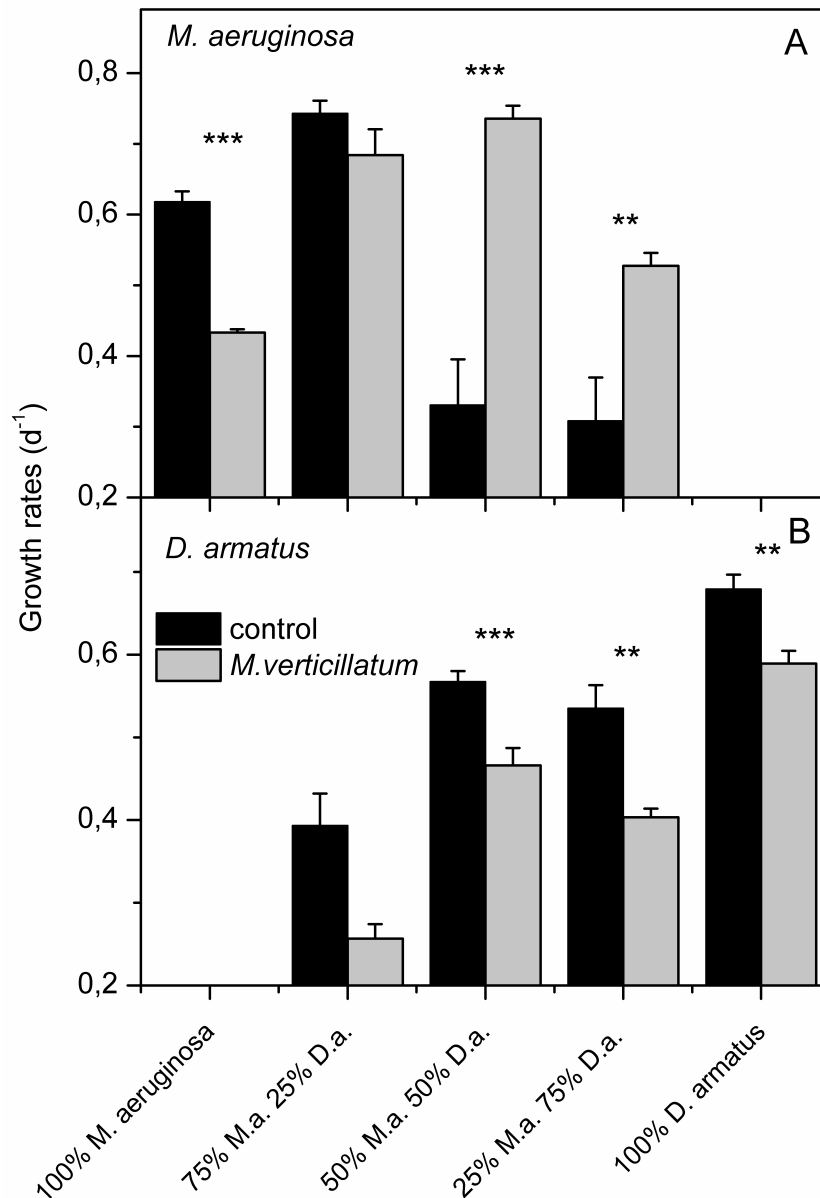 M. aeruginosa
A
0,8
***
***
0,6
**
0,4
0,2
Growth rates (d⁻¹)
D. armatus
B
**
control
***
0,6
**
M.verticillatum
0,4
0,2
100% M. aeruginosa
75% M.a. 25% D.a.
50% M.a. 50% D.a.
25% M.a. 75% D.a.
100% D. armatus